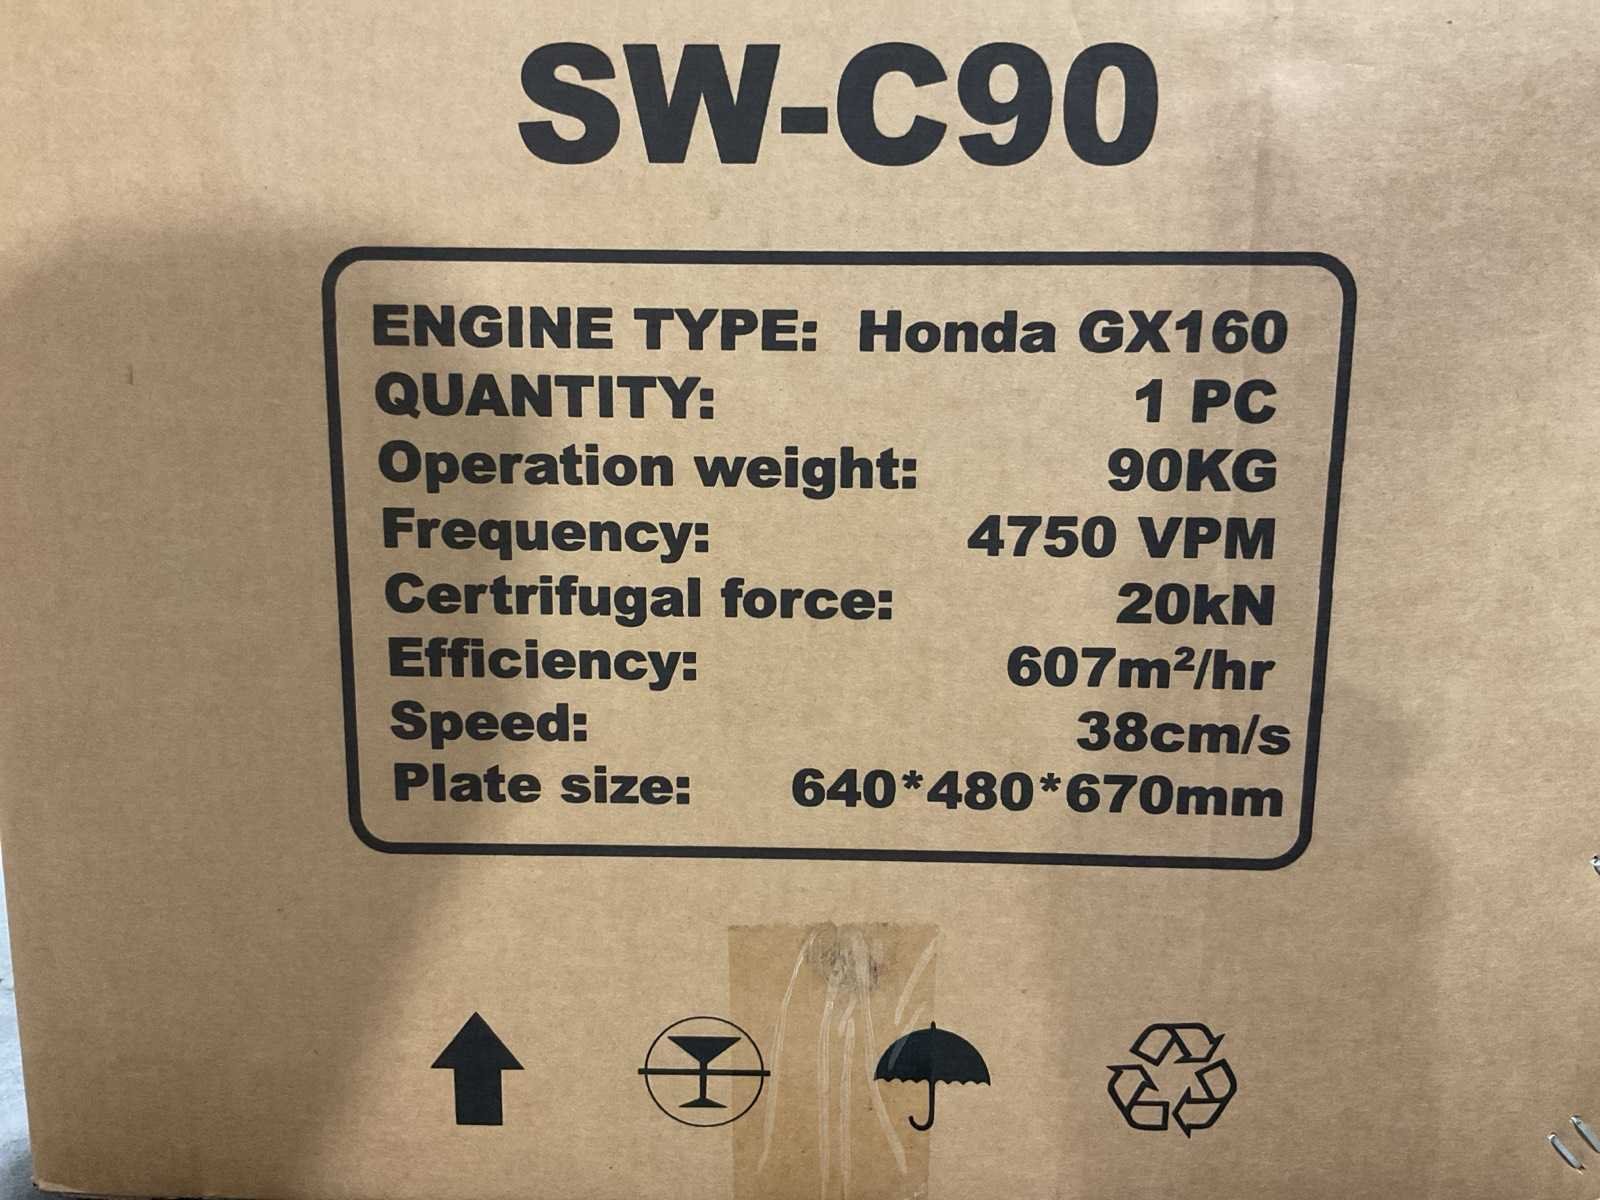 SW-C90
ENGINE TYPE: Honda GX160
QUANTITY: 1 PC
Operation weight: 90KG
Frequency: 4750 VPM
Certrifugal force: 20kN
Efficiency: 607m²/hr
Speed: 38cm/s
Plate size: 640*480*670mm